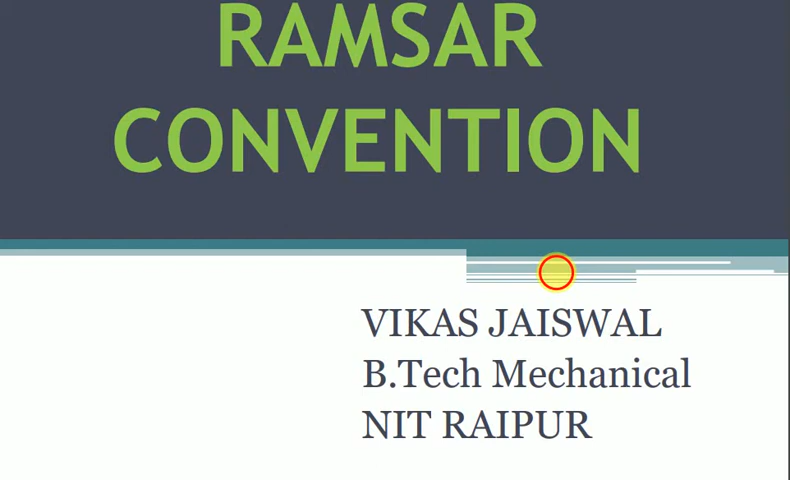 RAMSAR
CONVENTION
VIKAS JAISWAL
B.Tech Mechanical
NIT RAIPUR